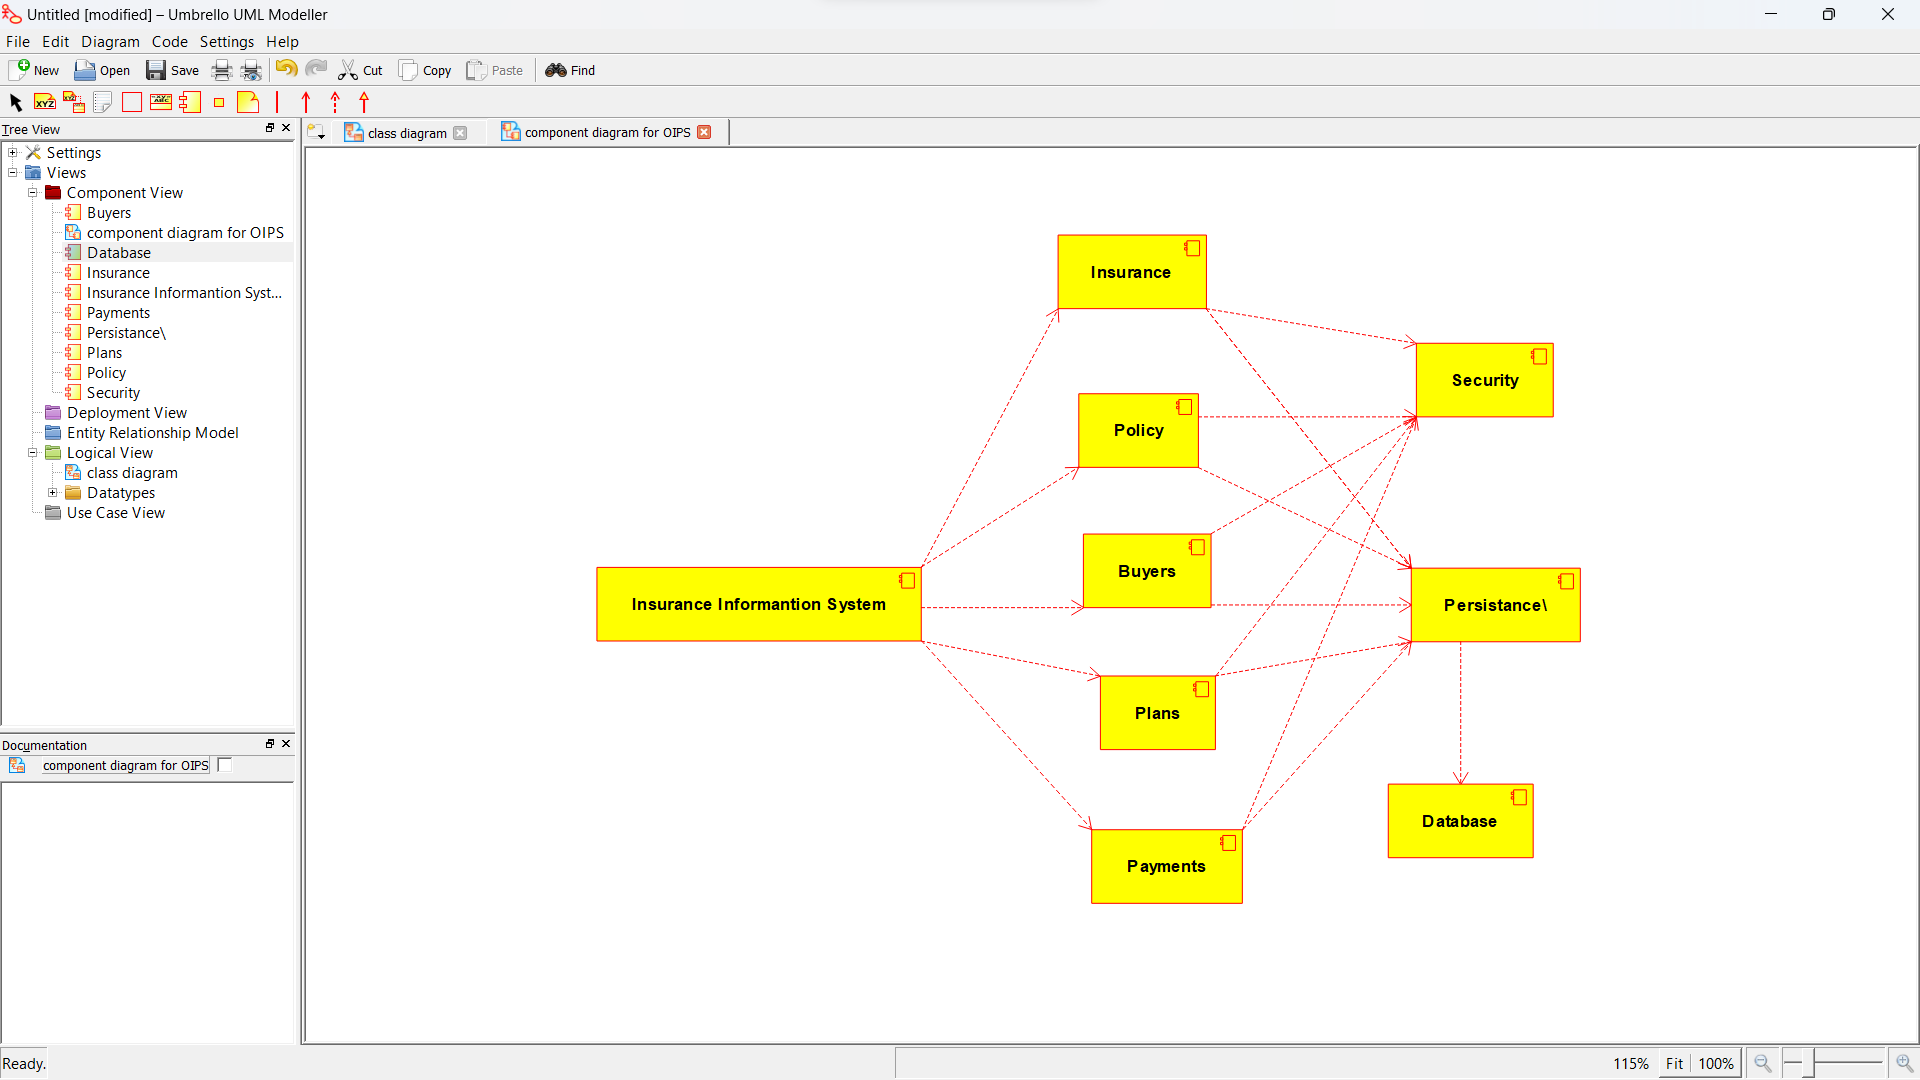 Untitled [modified] – Umbrello UML Modeller
File Edit Diagram Code Settings Help
New Open Save Cut Copy Paste Find
XYZ XYZ ABC
Tree View
class diagram
component diagram for OIPS
Settings
Views
Component View
Buyers
component diagram for OIPS
Database
Insurance
Insurance Informantion Syst...
Payments
Persistance\
Plans
Policy
Security
Deployment View
Entity Relationship Model
Logical View
class diagram
Datatypes
Use Case View
Documentation
component diagram for OIPS
Insurance
Security
Policy
Buyers
Insurance Informantion System
Persistance\
Plans
Database
Payments
Ready.
115% Fit 100%